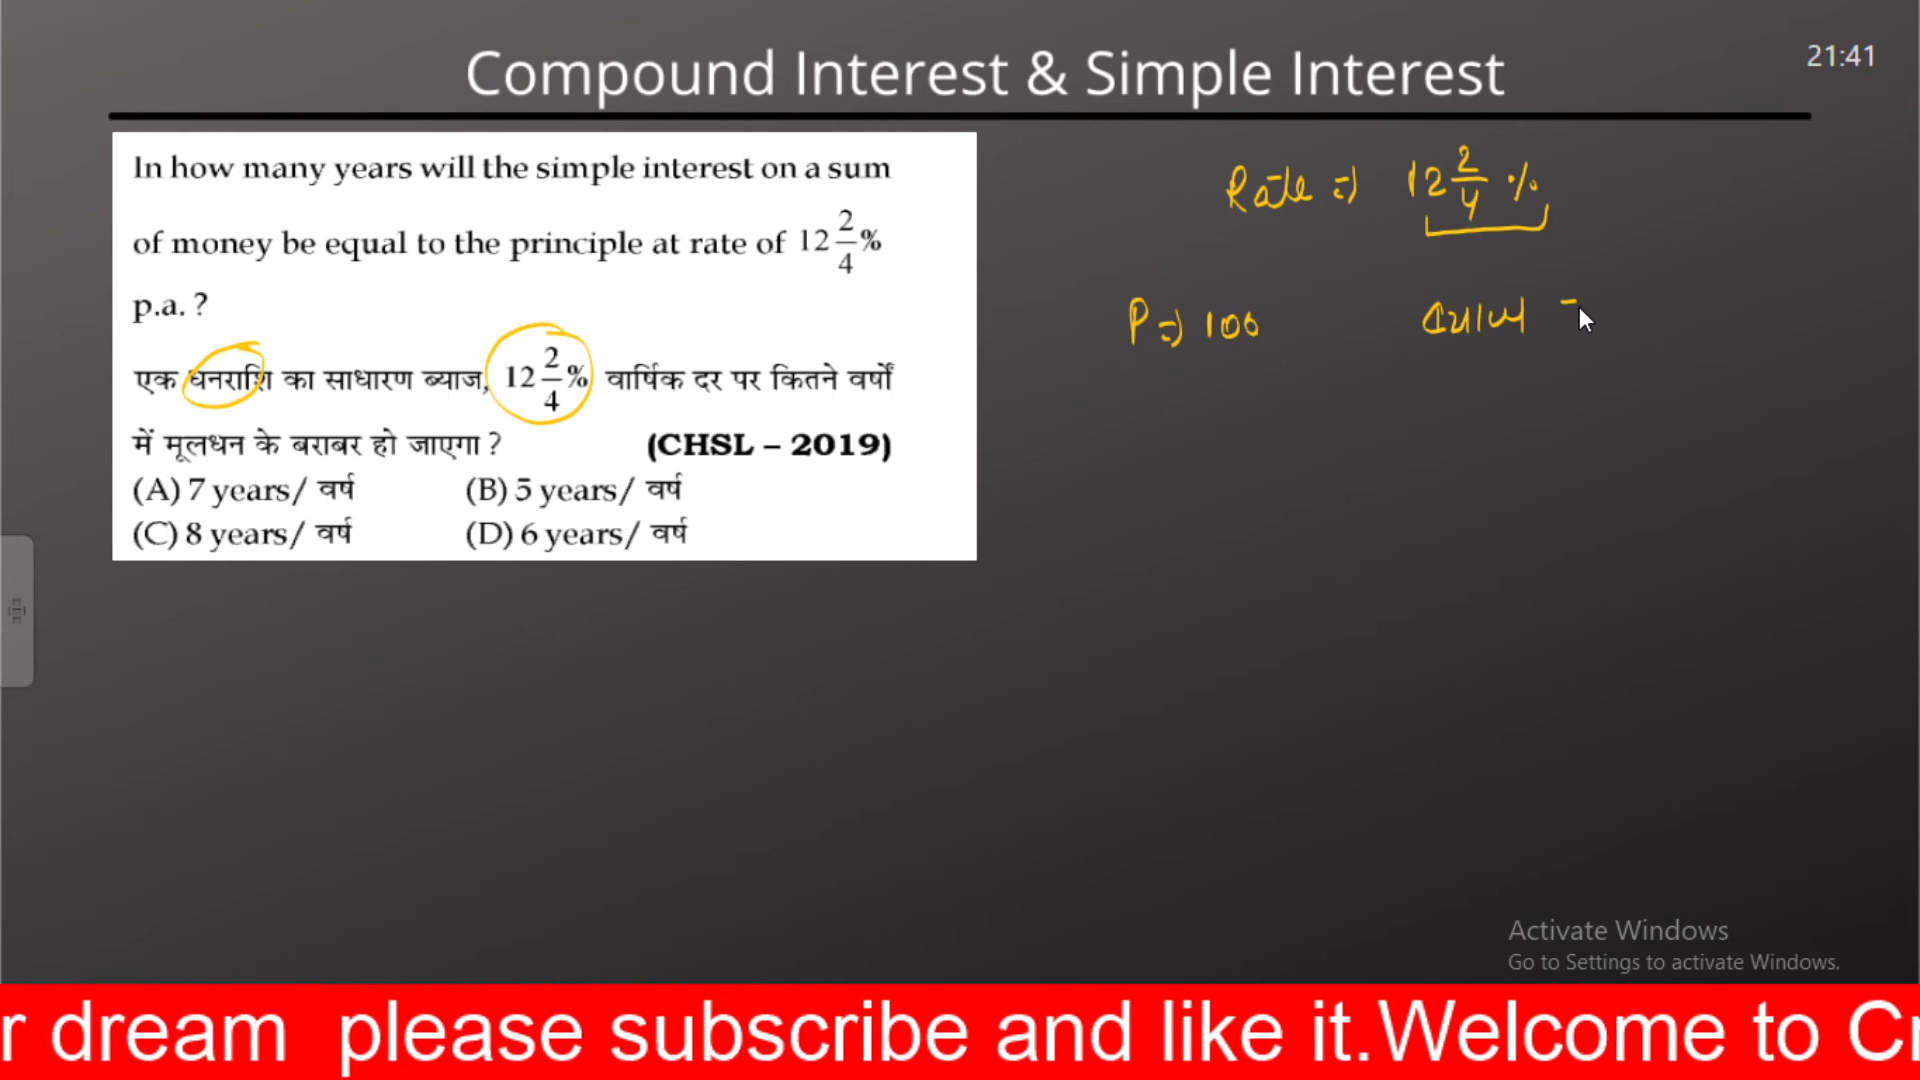 Compound Interest & Simple Interest
21:41
In how many years will the simple interest on a sum
of money be equal to the principle at rate of 12 2/4 %
p.a. ?
एक धनराशि का साधारण ब्याज, 12 2/4 % वार्षिक दर पर कितने वर्षों
में मूलधन के बराबर हो जाएगा ? (CHSL – 2019)
(A) 7 years/ वर्ष (B) 5 years/ वर्ष
(C) 8 years/ वर्ष (D) 6 years/ वर्ष
Rate => 12 2/4 %
P => 100 ब्याज
Activate Windows
Go to Settings to activate Windows.
r dream please subscribe and like it.Welcome to Cr